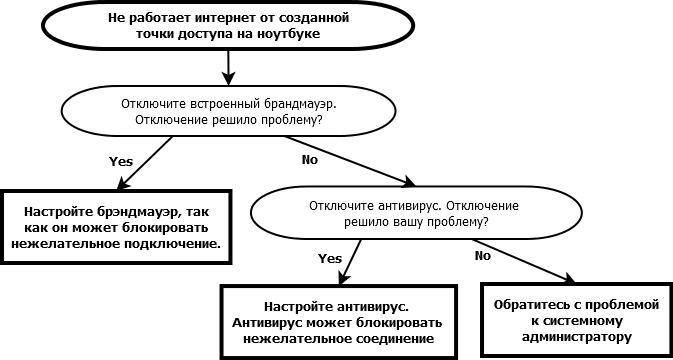 Не работает интернет от созданной
точки доступа на ноутбуке
Отключите встроенный брандмауэр.
Отключение решило проблему?
Yes
No
Настройте брэндмауэр, так
как он может блокировать
нежелательное подключение.
Отключите антивирус. Отключение
решило вашу проблему?
Yes
No
Настройте антивирус.
Антивирус может блокировать
нежелательное соединение
Обратитесь с проблемой
к системному
администратору